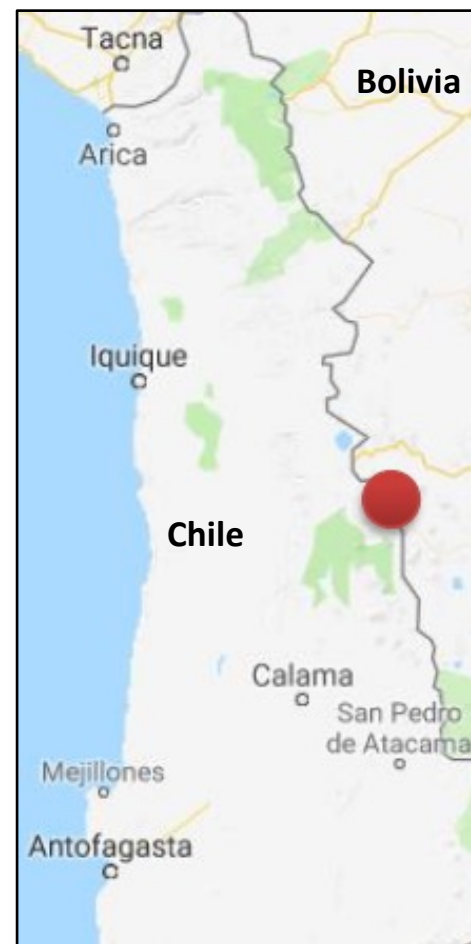 Tacna
Bolivia
Arica
Iquique
Chile
Calama
San Pedro
de Atacama
Mejillones
Antofagasta